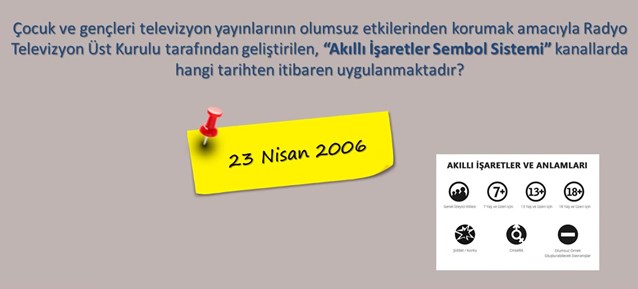 Çocuk ve gençleri televizyon yayınlarının olumsuz etkilerinden korumak amacıyla Radyo
Televizyon Üst Kurulu tarafından geliştirilen, “Akıllı İşaretler Sembol Sistemi” kanallarda
hangi tarihten itibaren uygulanmaktadır?
23 Nisan 2006
AKILLI İŞARETLER VE ANLAMLARI
7+ 13+ 18+
Genel İzleyici Kitlesi 7 Yaş ve Üzeri için 13 Yaş ve Üzeri için 18 Yaş ve Üzeri için
Şiddet / Korku Cinsellik Olumsuz Örnek
Oluşturabilecek Davranışlar